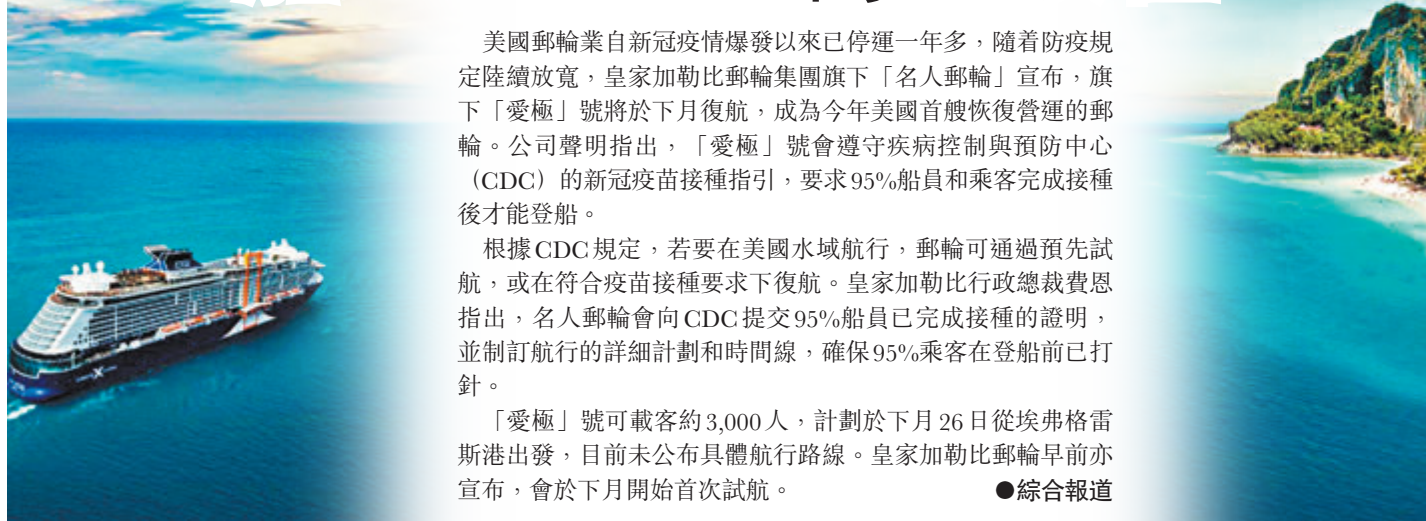 美國郵輪業自新冠疫情爆發以來已停運一年多，隨着防疫規
定陸續放寬，皇家加勒比郵輪集團旗下「名人郵輪」宣布，旗
下「愛極」號將於下月復航，成為今年美國首艘恢復營運的郵
輪。公司聲明指出，「愛極」號會遵守疾病控制與預防中心
（CDC）的新冠疫苗接種指引，要求95%船員和乘客完成接種
後才能登船。
根據CDC規定，若要在美國水域航行，郵輪可通過預先試
航，或在符合疫苗接種要求下復航。皇家加勒比行政總裁費恩
指出，名人郵輪會向CDC提交95%船員已完成接種的證明，
並制訂航行的詳細計劃和時間線，確保95%乘客在登船前已打
針。
「愛極」號可載客約3,000人，計劃於下月26日從埃弗格雷
斯港出發，目前未公布具體航行路線。皇家加勒比郵輪早前亦
宣布，會於下月開始首次試航。 ●綜合報道